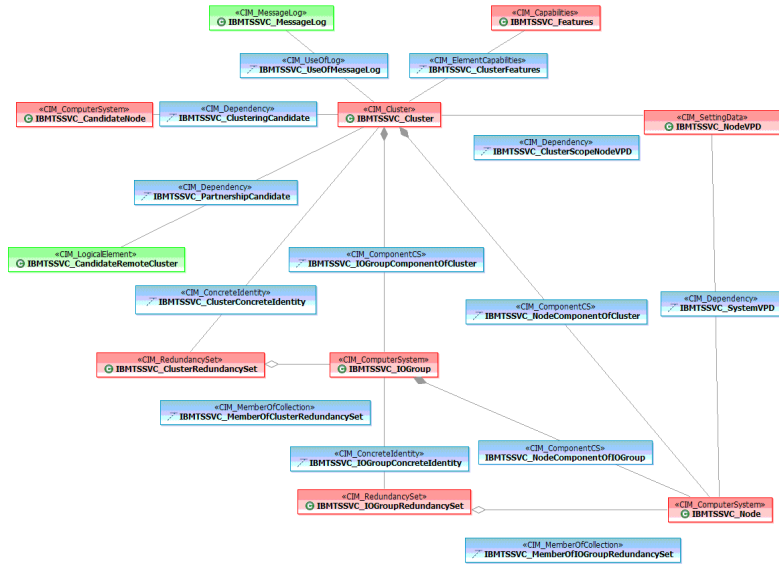 «CIM_MessageLog»
IBMTSSVC_MessageLog
«CIM_Capabilities»
IBMTSSVC_Features
«CIM_UseOfLog»
IBMTSSVC_UseOfMessageLog
«CIM_ElementCapabilities»
IBMTSSVC_ClusterFeatures
«CIM_ComputerSystem»
IBMTSSVC_CandidateNode
«CIM_Dependency»
IBMTSSVC_ClusteringCandidate
«CIM_Cluster»
IBMTSSVC_Cluster
«CIM_SettingData»
IBMTSSVC_NodeVPD
«CIM_Dependency»
IBMTSSVC_ClusterScopeNodeVPD
«CIM_Dependency»
IBMTSSVC_PartnershipCandidate
«CIM_LogicalElement»
IBMTSSVC_CandidateRemoteCluster
«CIM_ComponentCS»
IBMTSSVC_IOGroupComponentOfCluster
«CIM_ConcreteIdentity»
IBMTSSVC_ClusterConcreteIdentity
«CIM_ComponentCS»
IBMTSSVC_NodeComponentOfCluster
«CIM_Dependency»
IBMTSSVC_SystemVPD
«CIM_RedundancySet»
IBMTSSVC_ClusterRedundancySet
«CIM_ComputerSystem»
IBMTSSVC_IOGroup
«CIM_MemberOfCollection»
IBMTSSVC_MemberOfClusterRedundancySet
«CIM_ConcreteIdentity»
IBMTSSVC_IOGroupConcreteIdentity
«CIM_ComponentCS»
IBMTSSVC_NodeComponentOfIOGroup
«CIM_RedundancySet»
IBMTSSVC_IOGroupRedundancySet
«CIM_ComputerSystem»
IBMTSSVC_Node
«CIM_MemberOfCollection»
IBMTSSVC_MemberOfIOGroupRedundancySet